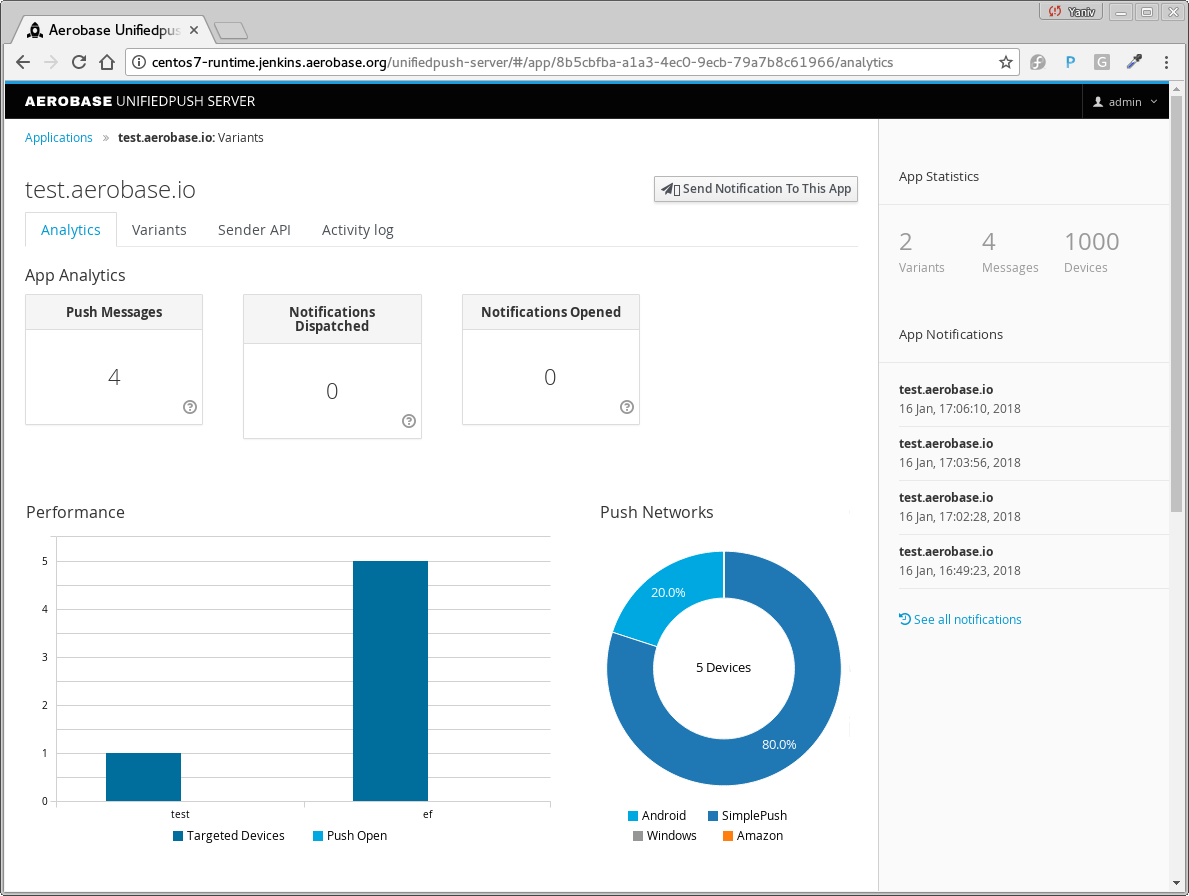 Yaniv
Aerobase Unifiedpus
centos7-runtime.jenkins.aerobase.org/unifiedpush-server/#/app/8b5cbfba-a1a3-4ec0-9ecb-79a7b8c61966/analytics
P
G
AEROBASE UNIFIEDPUSH SERVER
admin
Applications » test.aerobase.io: Variants
test.aerobase.io
Send Notification To This App
Analytics
Variants
Sender API
Activity log
App Analytics
Push Messages
4
?
Notifications
Dispatched
0
?
Notifications Opened
0
?
Performance
5
4
3
2
1
0
test
ef
Targeted Devices
Push Open
Push Networks
20.0%
5 Devices
80.0%
Android
SimplePush
Windows
Amazon
App Statistics
2
4
1000
Variants
Messages
Devices
App Notifications
test.aerobase.io
16 Jan, 17:06:10, 2018
test.aerobase.io
16 Jan, 17:03:56, 2018
test.aerobase.io
16 Jan, 17:02:28, 2018
test.aerobase.io
16 Jan, 16:49:23, 2018
See all notifications